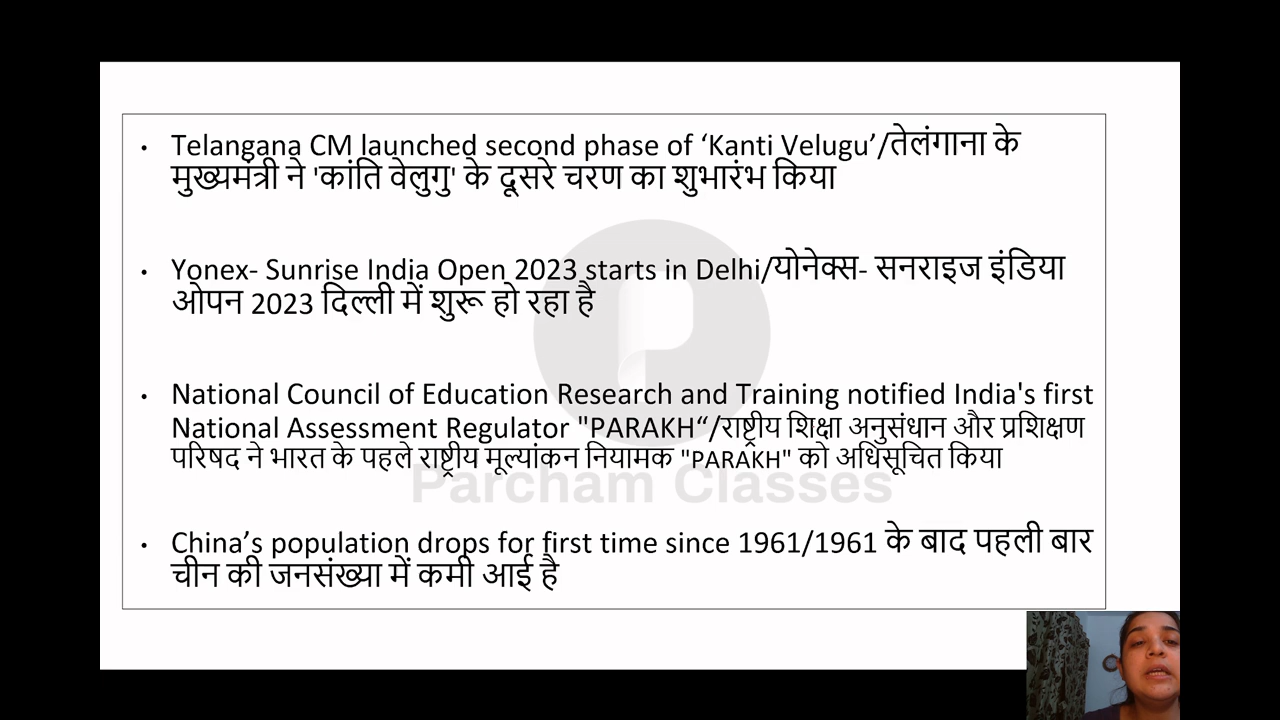 • Telangana CM launched second phase of ‘Kanti Velugu’/तेलंगाना के
मुख्यमंत्री ने 'कांति वेलुगु' के दूसरे चरण का शुभारंभ किया
• Yonex- Sunrise India Open 2023 starts in Delhi/योनेक्स- सनराइज इंडिया
ओपन 2023 दिल्ली में शुरू हो रहा है
• National Council of Education Research and Training notified India's first
National Assessment Regulator "PARAKH“/राष्ट्रीय शिक्षा अनुसंधान और प्रशिक्षण
परिषद ने भारत के पहले राष्ट्रीय मूल्यांकन नियामक "PARAKH" को अधिसूचित किया
Parcham Classes
• China’s population drops for first time since 1961/1961 के बाद पहली बार
चीन की जनसंख्या में कमी आई है